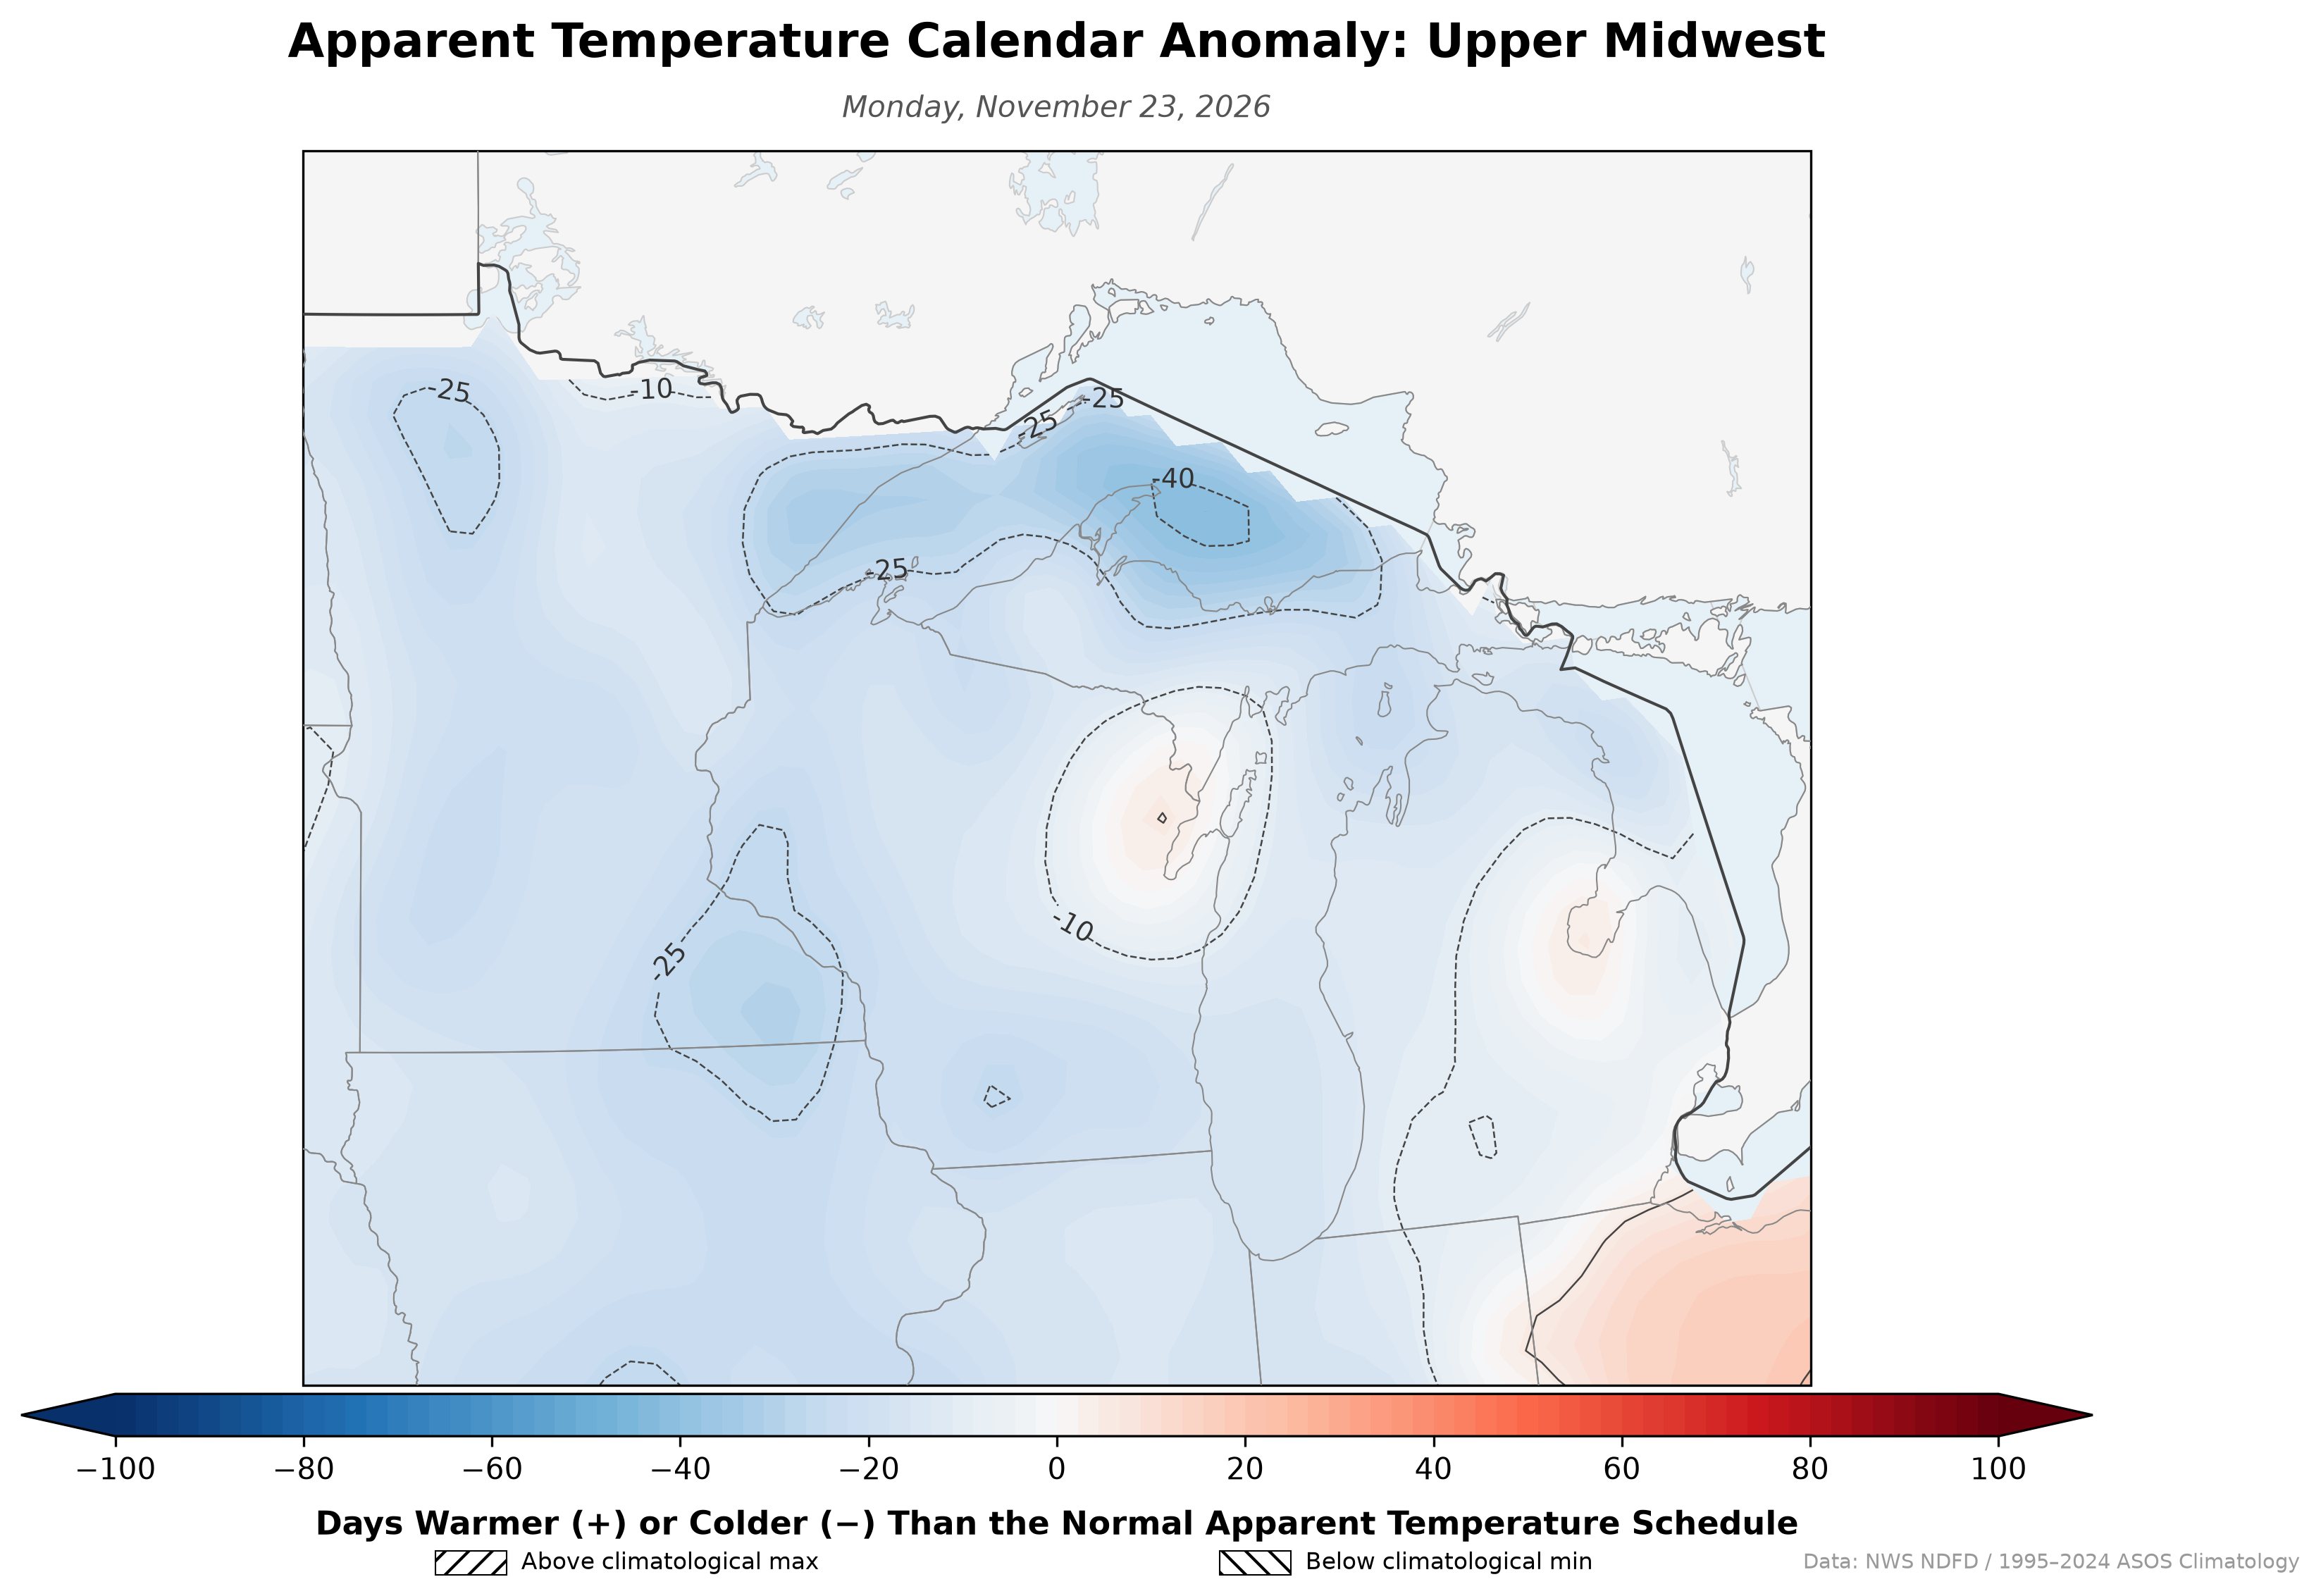 Apparent Temperature Calendar Anomaly: Upper Midwest
Monday, November 23, 2026
-25
-10
-25
-25
-40
-25
-10
-25
−100 −80 −60 −40 −20 0 20 40 60 80 100
Days Warmer (+) or Colder (−) Than the Normal Apparent Temperature Schedule
Above climatological max
Below climatological min
Data: NWS NDFD / 1995–2024 ASOS Climatology